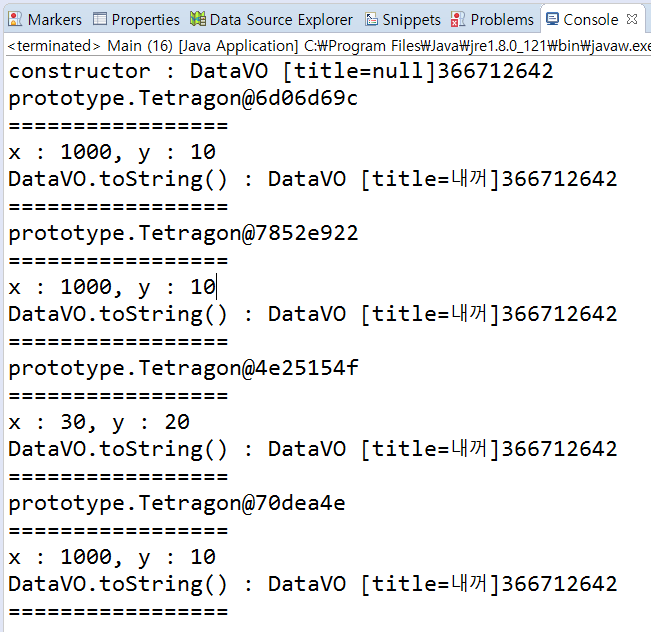 Markers Properties Data Source Explorer Snippets Problems Console
<terminated> Main (16) [Java Application] C:₩Program Files₩Java₩jre1.8.0_121₩bin₩javaw.exe
constructor : DataVO [title=null]366712642
prototype.Tetragon@6d06d69c
=================
x : 1000, y : 10
DataVO.toString() : DataVO [title=내꺼]366712642
=================
prototype.Tetragon@7852e922
=================
x : 1000, y : 10
DataVO.toString() : DataVO [title=내꺼]366712642
=================
prototype.Tetragon@4e25154f
=================
x : 30, y : 20
DataVO.toString() : DataVO [title=내꺼]366712642
=================
prototype.Tetragon@70dea4e
=================
x : 1000, y : 10
DataVO.toString() : DataVO [title=내꺼]366712642
=================